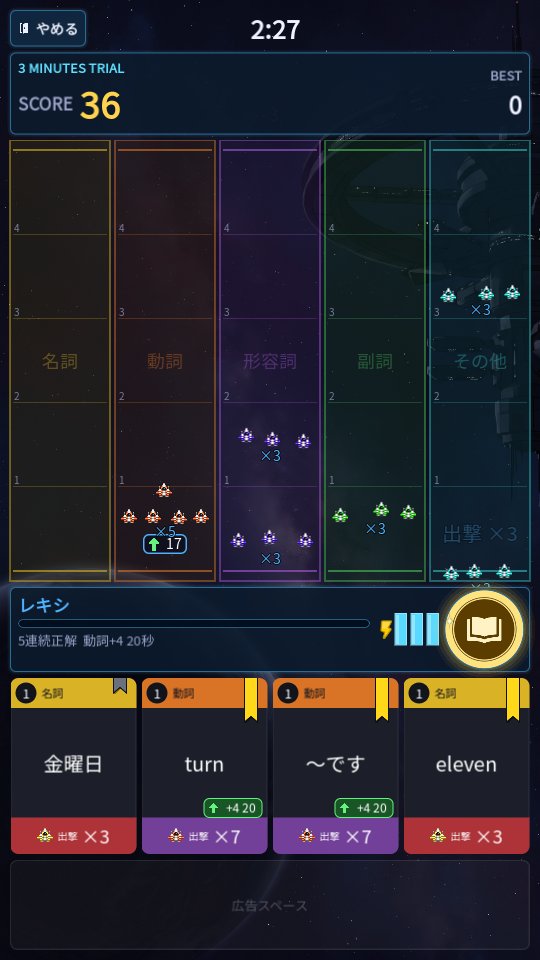 やめる
2:27
3 MINUTES TRIAL
SCORE 36
BEST
0
4 4 4 4 4
3 3 3 3 3
×3
名詞 動詞 形容詞 副詞 その他
2 2 2 2 2
×3
1 1 1 1 1
×5
×3
出撃 ×3
17
×3
レキシ
5連続正解 動詞+4 20秒
1 名詞
金曜日
出撃 ×3
1 動詞
turn
+4 20
出撃 ×7
1 動詞
～です
+4 20
出撃 ×7
1 名詞
eleven
出撃 ×3
広告スペース